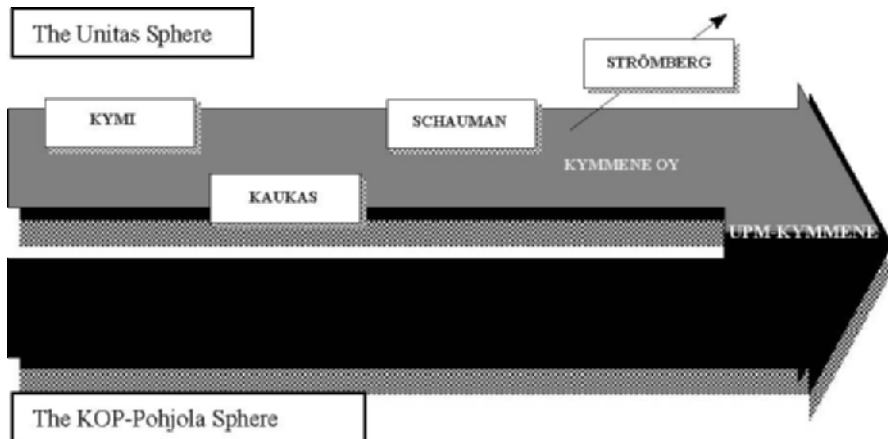 The Unitas Sphere
STRÖMBERG
KYMI
SCHAUMAN
KYMMENE OY
KAUKAS
UPM-KYMMENE
The KOP-Pohjola Sphere